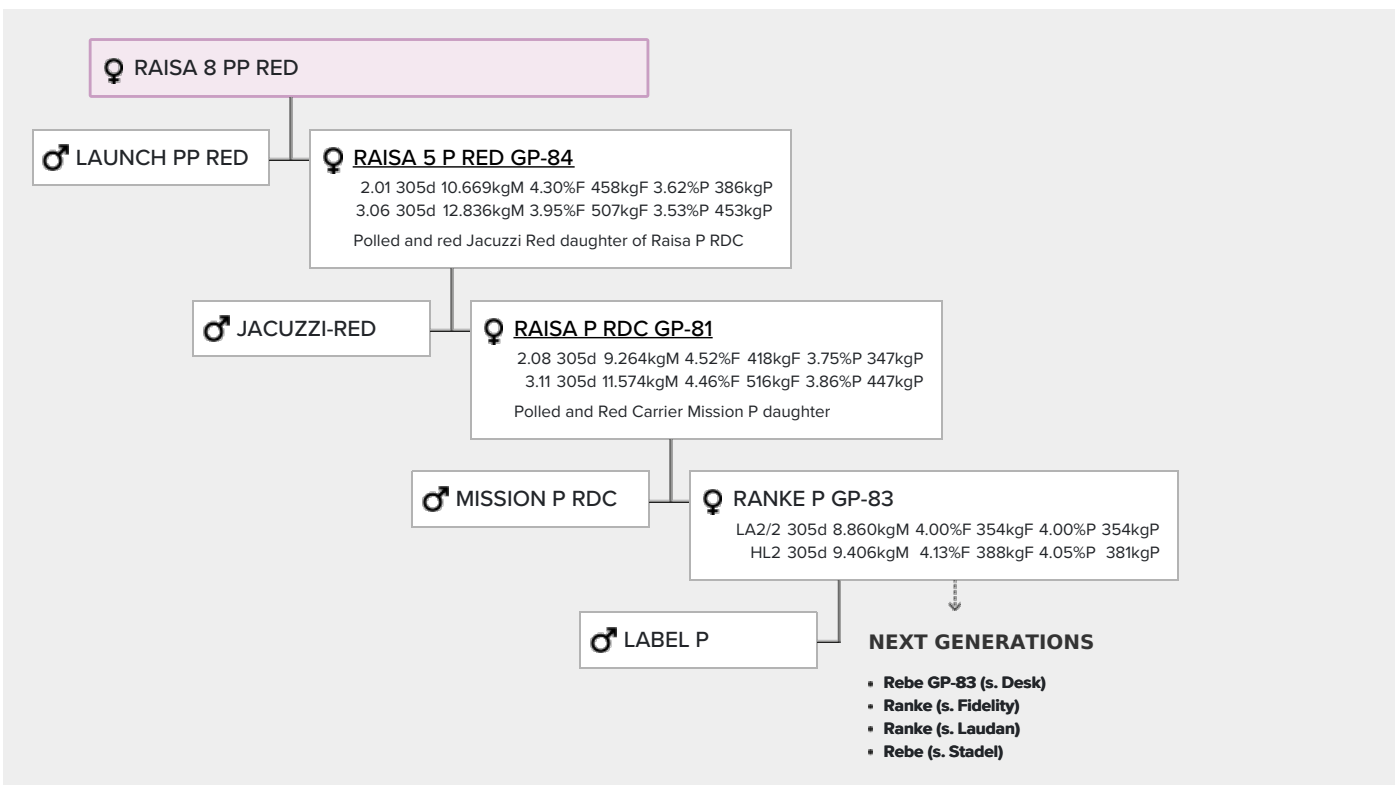 RAISA 8 PP RED
LAUNCH PP RED
RAISA 5 P RED GP-84
2.01 305d 10.669kgM 4.30%F 458kgF 3.62%P 386kgP
3.06 305d 12.836kgM 3.95%F 507kgF 3.53%P 453kgP
Polled and red Jacuzzi Red daughter of Raisa P RDC
JACUZZI-RED
RAISA P RDC GP-81
2.08 305d 9.264kgM 4.52%F 418kgF 3.75%P 347kgP
3.11 305d 11.574kgM 4.46%F 516kgF 3.86%P 447kgP
Polled and Red Carrier Mission P daughter
MISSION P RDC
RANKE P GP-83
LA2/2 305d 8.860kgM 4.00%F 354kgF 4.00%P 354kgP
HL2 305d 9.406kgM 4.13%F 388kgF 4.05%P 381kgP
LABEL P
NEXT GENERATIONS
• Rebe GP-83 (s. Desk)
• Ranke (s. Fidelity)
• Ranke (s. Laudan)
• Rebe (s. Stadel)